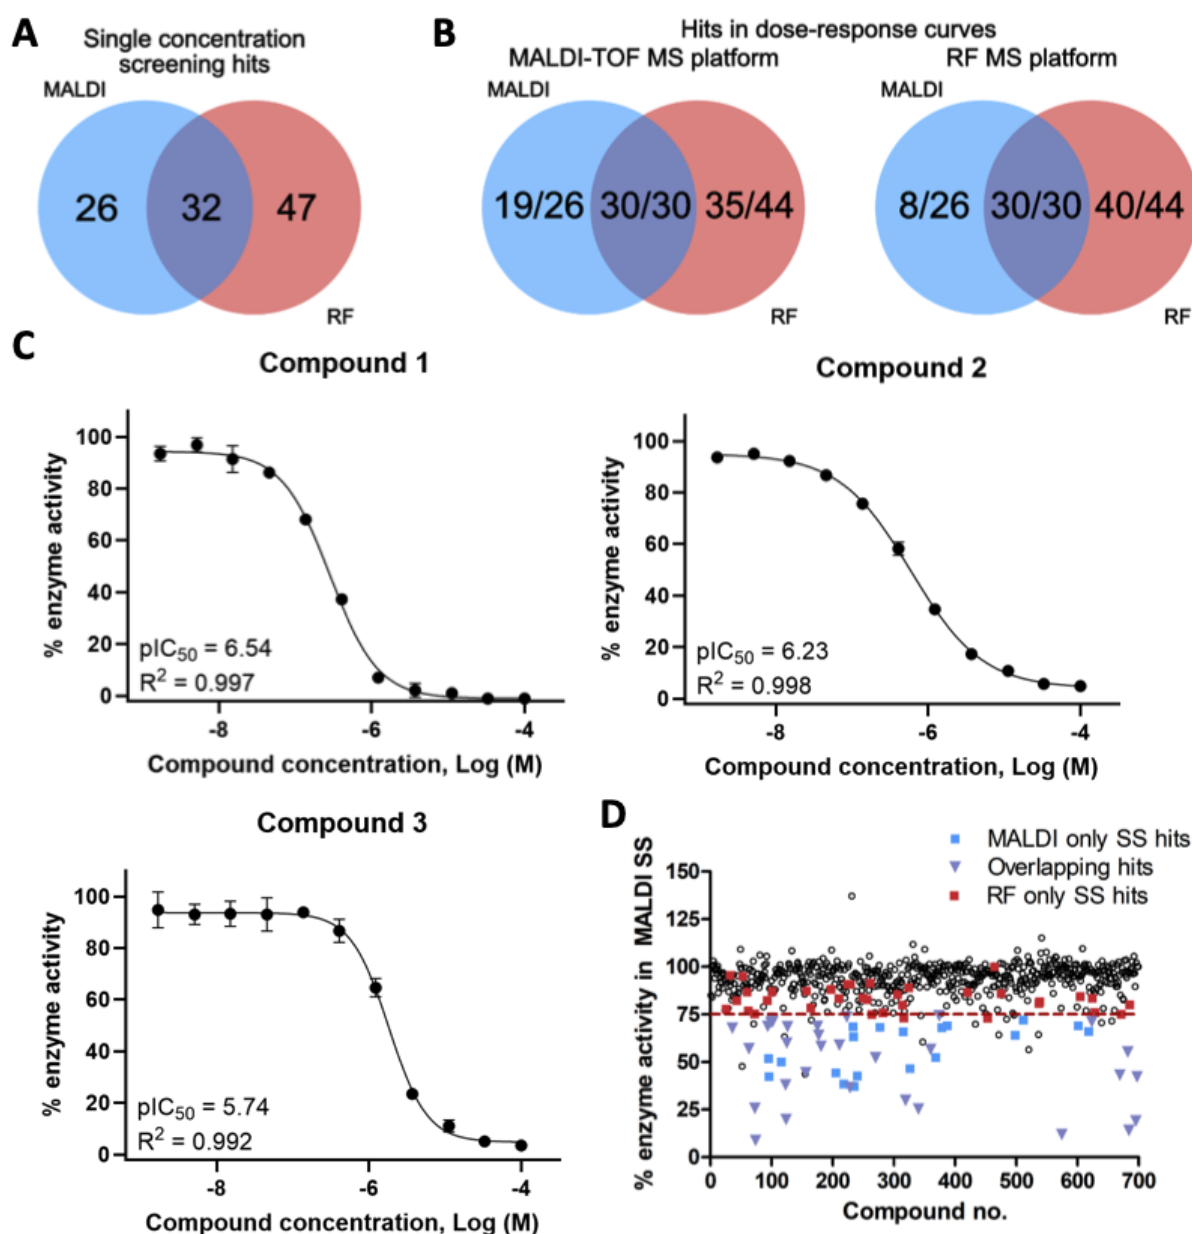 A
Single concentration
screening hits
MALDI
26
32
47
RF
B
Hits in dose-response curves
MALDI-TOF MS platform
MALDI
19/26
30/30
35/44
RF
RF MS platform
MALDI
8/26
30/30
40/44
RF
C
Compound 1
% enzyme activity
100
80
60
40
20
0
pIC50 = 6.54
R2 = 0.997
-8
-6
-4
Compound concentration, Log (M)
Compound 2
% enzyme activity
100
80
60
40
20
0
pIC50 = 6.23
R2 = 0.998
-8
-6
-4
Compound concentration, Log (M)
Compound 3
% enzyme activity
100
80
60
40
20
0
pIC50 = 5.74
R2 = 0.992
-8
-6
-4
Compound concentration, Log (M)
D
MALDI only SS hits
Overlapping hits
RF only SS hits
% enzyme activity in MALDI SS
150
125
100
75
50
25
0
0
100
200
300
400
500
600
700
Compound no.